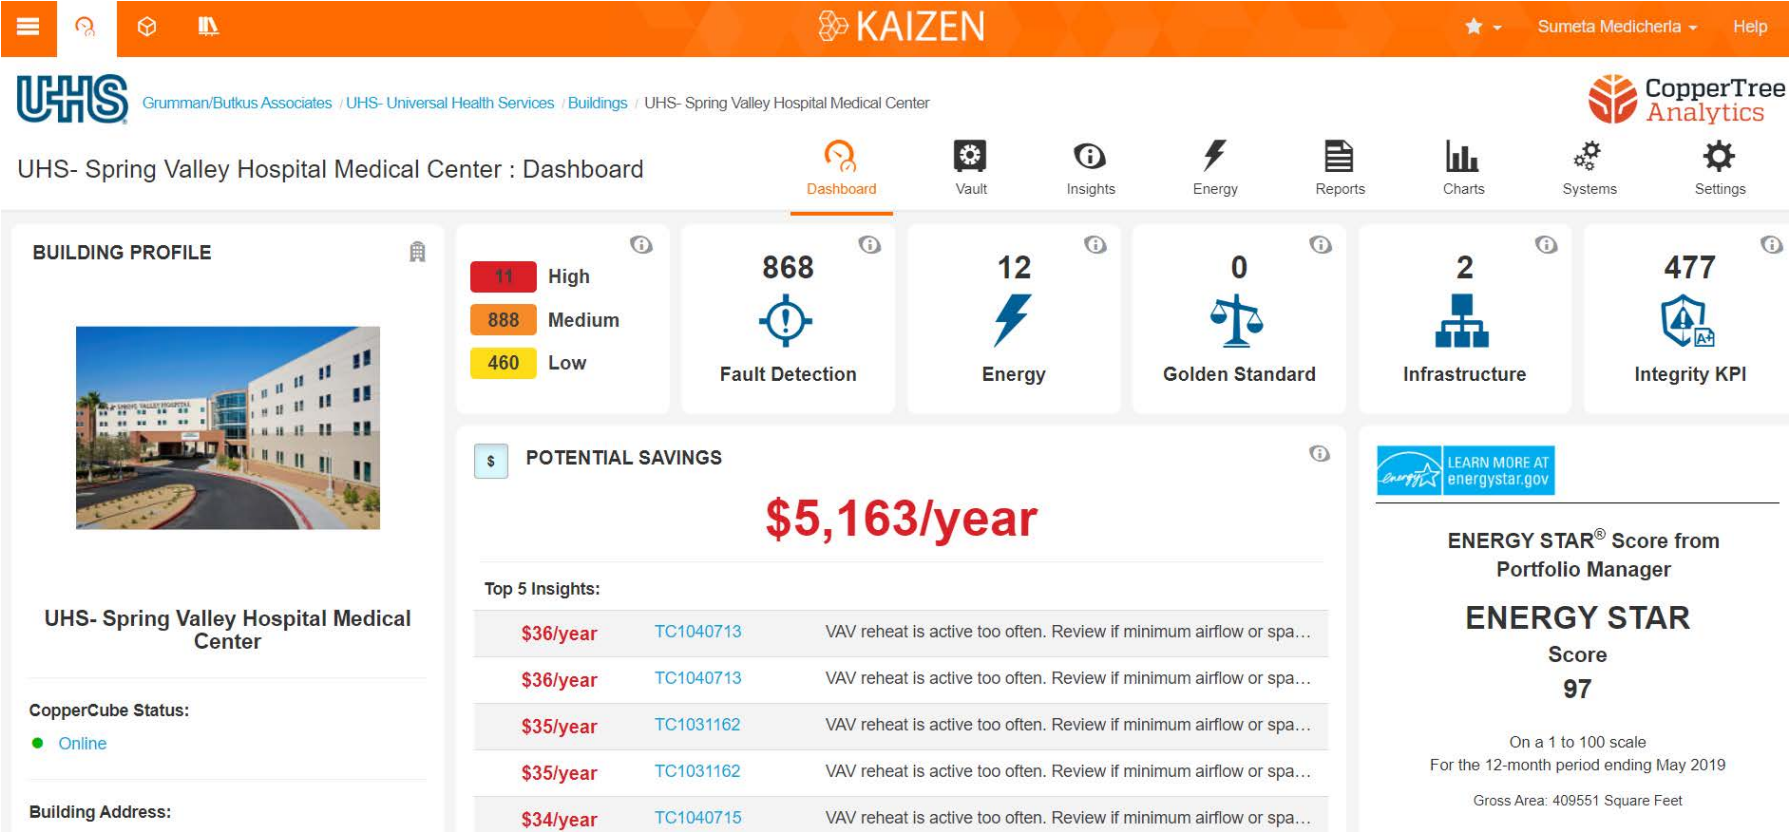 KAIZEN
Sumeta Medicherla
Help
UHS
Grumman/Butkus Associates / UHS- Universal Health Services / Buildings / UHS- Spring Valley Hospital Medical Center
CopperTree
Analytics
UHS- Spring Valley Hospital Medical Center : Dashboard
Dashboard
Vault
Insights
Energy
Reports
Charts
Systems
Settings
BUILDING PROFILE
SPRING VALLEY HOSPITAL
UHS- Spring Valley Hospital Medical
Center
CopperCube Status:
Online
Building Address:
11 High
888 Medium
460 Low
868
Fault Detection
12
Energy
0
Golden Standard
2
Infrastructure
A+
477
Integrity KPI
$ POTENTIAL SAVINGS
$5,163/year
Top 5 Insights:
$36/year TC1040713 VAV reheat is active too often. Review if minimum airflow or spa…
$36/year TC1040713 VAV reheat is active too often. Review if minimum airflow or spa…
$35/year TC1031162 VAV reheat is active too often. Review if minimum airflow or spa…
$35/year TC1031162 VAV reheat is active too often. Review if minimum airflow or spa…
$34/year TC1040715 VAV reheat is active too often. Review if minimum airflow or spa…
energy
LEARN MORE AT
energystar.gov
ENERGY STAR® Score from
Portfolio Manager
ENERGY STAR
Score
97
On a 1 to 100 scale
For the 12-month period ending May 2019
Gross Area: 409551 Square Feet